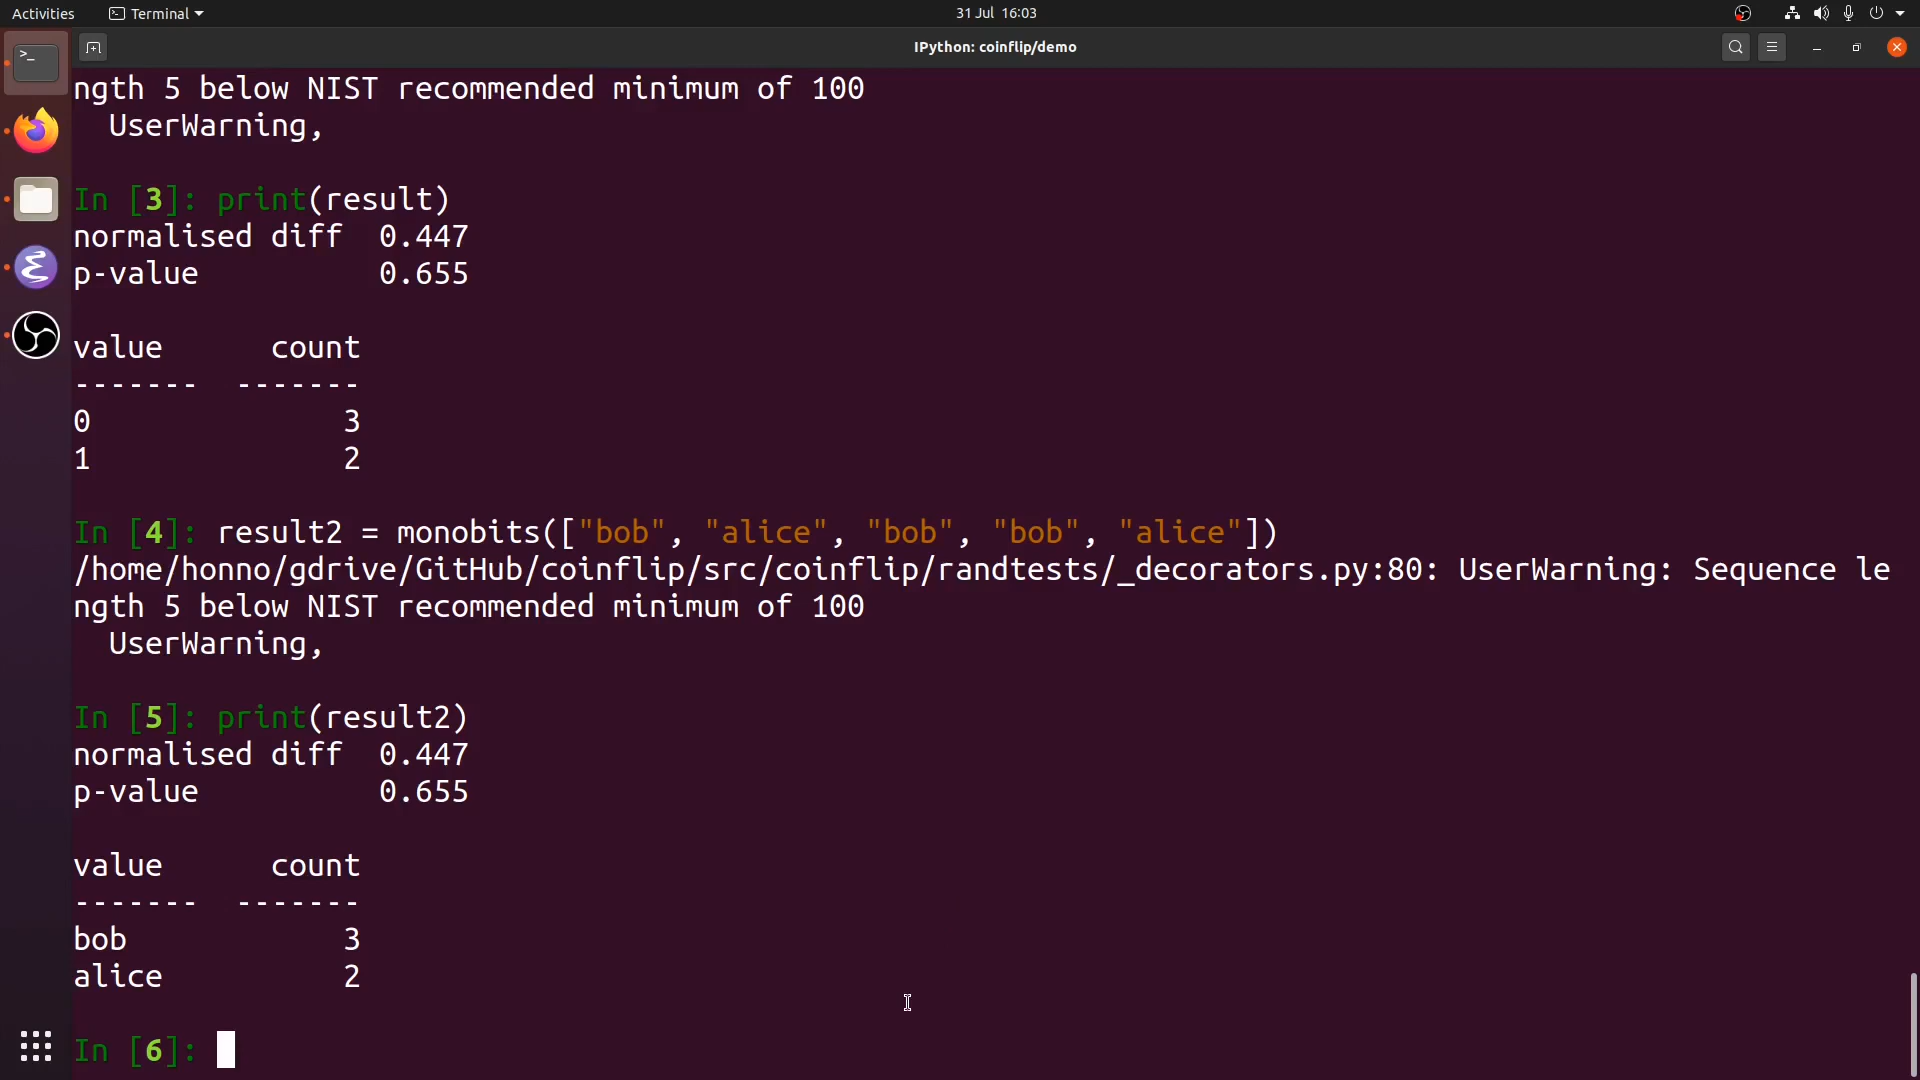 Activities
Terminal
31 Jul 16:03
IPython: coinflip/demo
ngth 5 below NIST recommended minimum of 100
  UserWarning,
In [3]: print(result)
normalised diff  0.447
p-value          0.655
value      count
-------  -------
0              3
1              2
In [4]: result2 = monobits(["bob", "alice", "bob", "bob", "alice"])
/home/honno/gdrive/GitHub/coinflip/src/coinflip/randtests/_decorators.py:80: UserWarning: Sequence le
ngth 5 below NIST recommended minimum of 100
  UserWarning,
In [5]: print(result2)
normalised diff  0.447
p-value          0.655
value      count
-------  -------
bob            3
alice          2
In [6]: